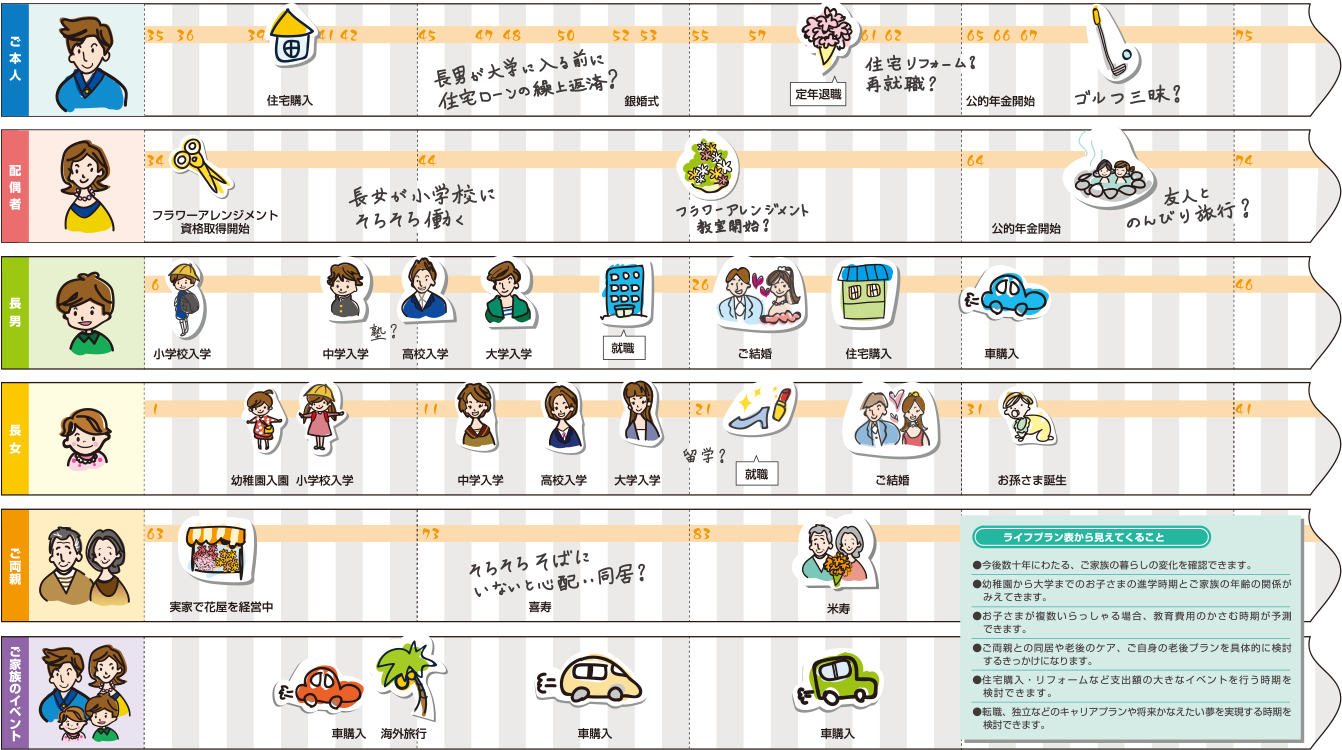 ご本人
35 36 39 41 42 45 47 48 50 52 53 55 57 61 62 65 66 67 75
住宅購入
長男が大学に入る前に
住宅ローンの繰上返済?
銀婚式
定年退職
住宅リフォーム?
再就職?
公的年金開始
ゴルフ三昧?
配偶者
34 44 64 74
フラワーアレンジメント
資格取得開始
長女が小学校に
そろそろ働く
フラワーアレンジメント
教室開始?
公的年金開始
友人と
のんびり旅行?
長男
6 26 46
小学校入学
中学入学
塾?
高校入学
大学入学
就職
ご結婚
住宅購入
車購入
長女
1 11 21 31 41
幼稚園入園
小学校入学
中学入学
高校入学
大学入学
留学?
就職
ご結婚
お孫さま誕生
ご両親
63 73 83
実家で花屋を経営中
そろそろそばに
いないと心配‥同居?
喜寿
米寿
ご家族のイベント
車購入
海外旅行
車購入
車購入
ライフプラン表から見えてくること
●今後数十年にわたる、ご家族の暮らしの変化を確認できます。
●幼稚園から大学までのお子さまの進学時期とご家族の年齢の関係が
みえてきます。
●お子さまが複数いらっしゃる場合、教育費用のかさむ時期が予測
できます。
●ご両親との同居や老後のケア、ご自身の老後プランを具体的に検討
するきっかけになります。
●住宅購入・リフォームなど支出額の大きなイベントを行う時期を
検討できます。
●転職、独立などのキャリアプランや将来かなえたい夢を実現する時期を
検討できます。